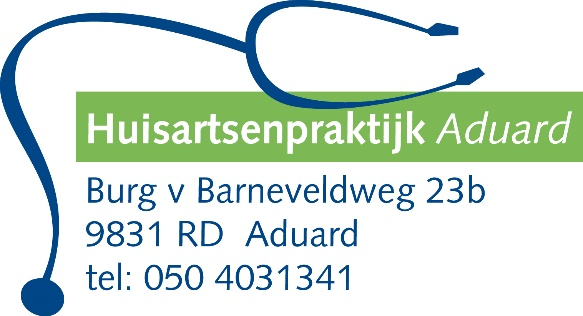 Huisartsenpraktijk Aduard
Burg v Barneveldweg 23b
9831 RD  Aduard
tel: 050 4031341